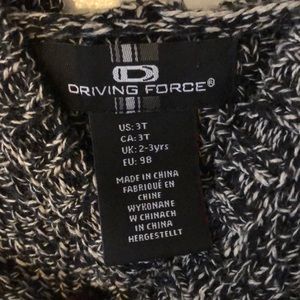 DRIVING FORCE®
US: 3T
CA: 3T
UK: 2-3yrs
EU: 98
MADE IN CHINA
FABRIQUÉ EN
CHINE
WYKONANE
W CHINACH
IN CHINA
HERGESTELLT